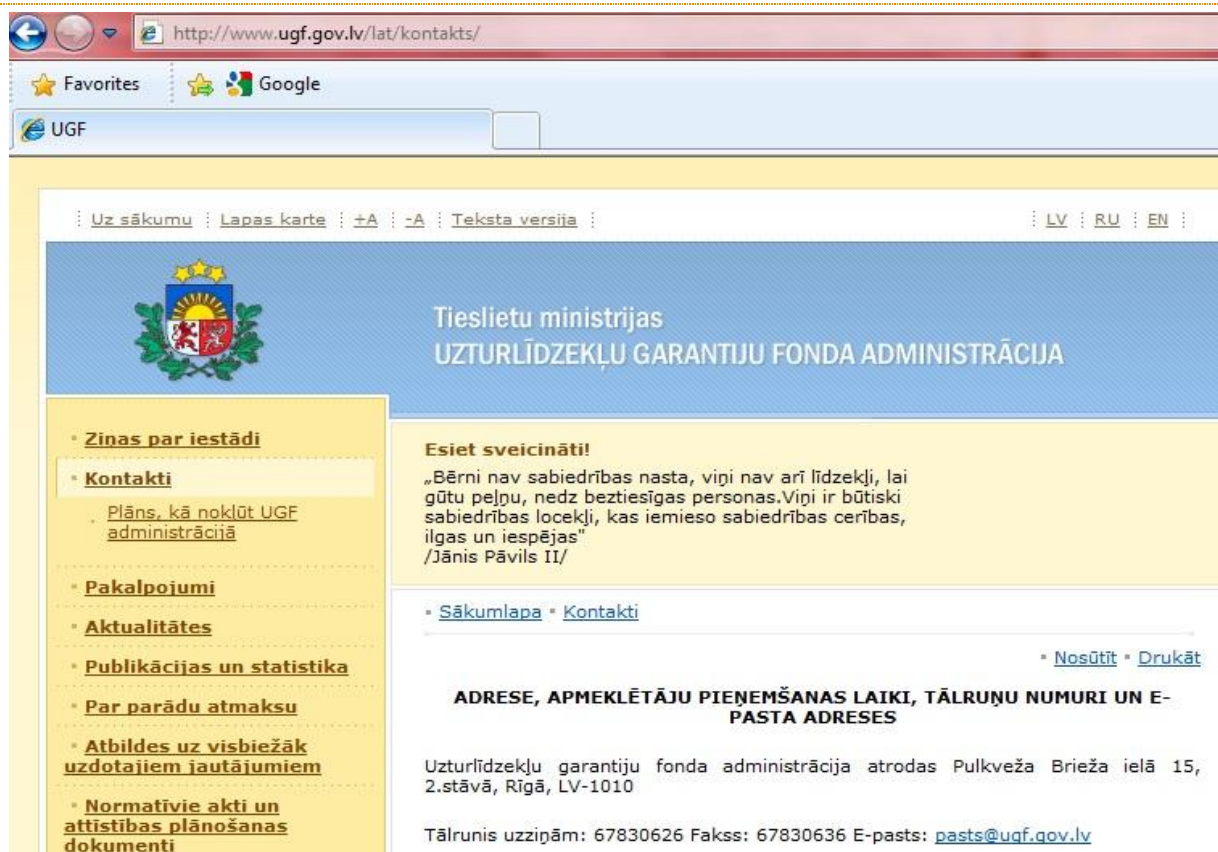 http://www.ugf.gov.lv/lat/kontakts/
Favorites
Google
UGF
Uz sākumu
Lapas karte
+A
-A
Teksta versija
LV
RU
EN
Tieslietu ministrijas
UZTURLĪDZEKĻU GARANTIJU FONDA ADMINISTRĀCIJA
Ziņas par iestādi
Kontakti
Plāns, kā nokļūt UGF
administrācijā
Pakalpojumi
Aktualitātes
Publikācijas un statistika
Par parādu atmaksu
Atbildes uz visbiežāk
uzdotajiem jautājumiem
Normatīvie akti un
attīstības plānošanas
dokumenti
Esiet sveicināti!
„Bērni nav sabiedrības nasta, viņi nav arī līdzekļi, lai
gūtu peļņu, nedz beztiesīgas personas.Viņi ir būtiski
sabiedrības locekļi, kas iemieso sabiedrības cerības,
ilgas un iespējas"
/Jānis Pāvils II/
Sākumlapa
Kontakti
Nosūtīt
Drukāt
ADRESE, APMEKLĒTĀJU PIEŅEMŠANAS LAIKI, TĀLRUŅU NUMURI UN E-
PASTA ADRESES
Uzturlīdzekļu garantiju fonda administrācija atrodas Pulkveža Brieža ielā 15,
2.stāvā, Rīgā, LV-1010
Tālrunis uzziņām: 67830626 Fakss: 67830636 E-pasts: pasts@ugf.gov.lv